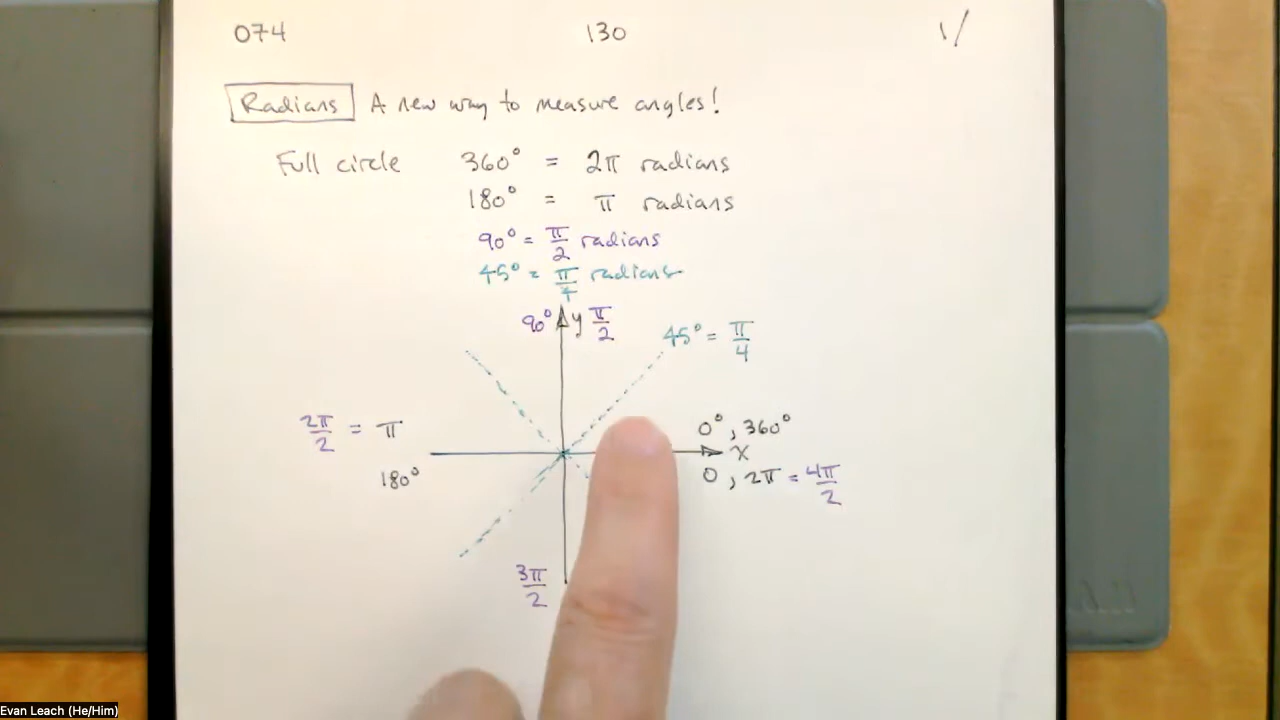 074 130 1/
Radians A new way to measure angles!
Full circle 360° = 2π radians
180° = π radians
90° = π/2 radians
45° = π/4 radians
90° y π/2
45° = π/4
2π/2 = π
0°, 360°
x
180°
0, 2π = 4π/2
3π/2
Evan Leach (He/Him)